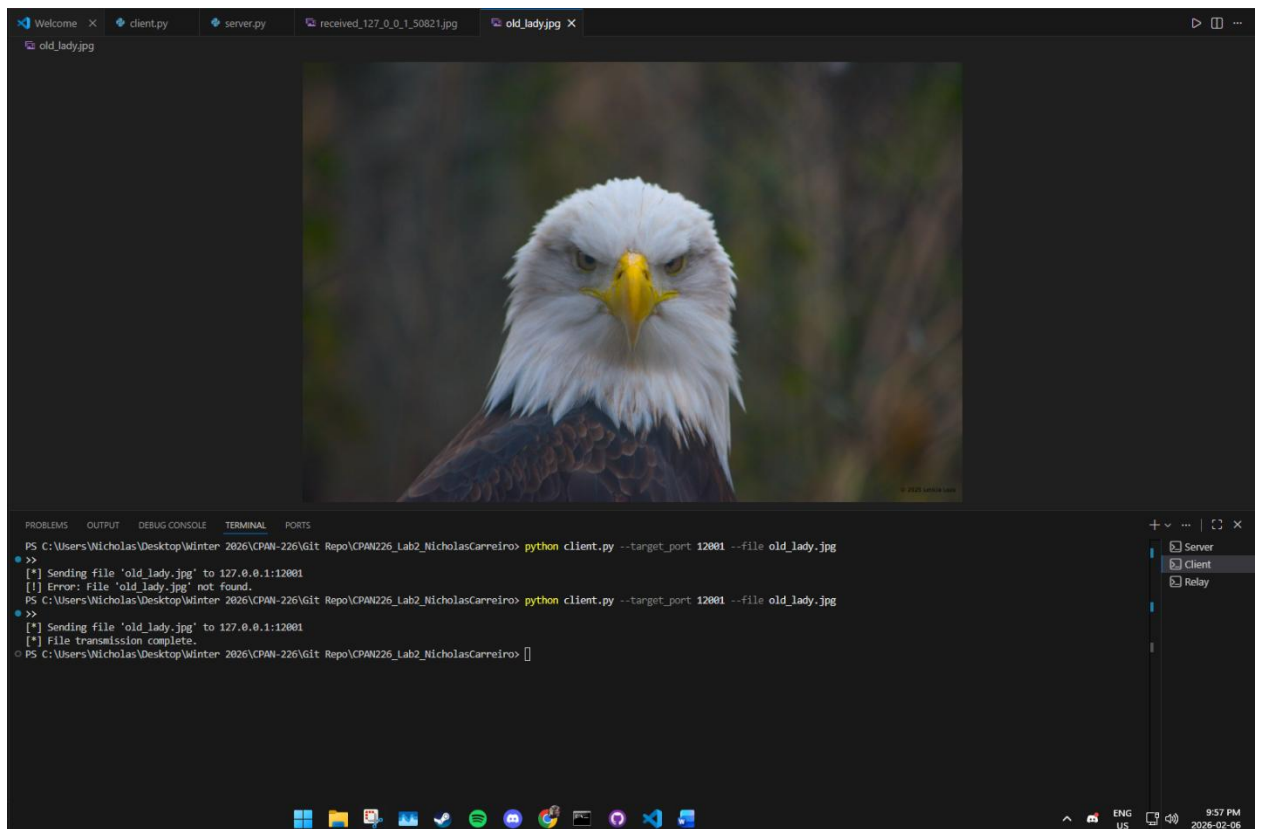 Welcome
client.py
server.py
received_127_0_0_1_50821.jpg
old_lady.jpg
old_lady.jpg
PROBLEMS OUTPUT DEBUG CONSOLE TERMINAL PORTS
PS C:\Users\Nicholas\Desktop\Winter 2026\CPAN-226\Git Repo\CPAN226_Lab2_NicholasCarreiro> python client.py --target_port 12001 --file old_lady.jpg
>>
[*] Sending file 'old_lady.jpg' to 127.0.0.1:12001
[!] Error: File 'old_lady.jpg' not found.
PS C:\Users\Nicholas\Desktop\Winter 2026\CPAN-226\Git Repo\CPAN226_Lab2_NicholasCarreiro> python client.py --target_port 12001 --file old_lady.jpg
>>
[*] Sending file 'old_lady.jpg' to 127.0.0.1:12001
[*] File transmission complete.
PS C:\Users\Nicholas\Desktop\Winter 2026\CPAN-226\Git Repo\CPAN226_Lab2_NicholasCarreiro>
Server
Client
Relay
ENG
US
9:57 PM
2026-02-06